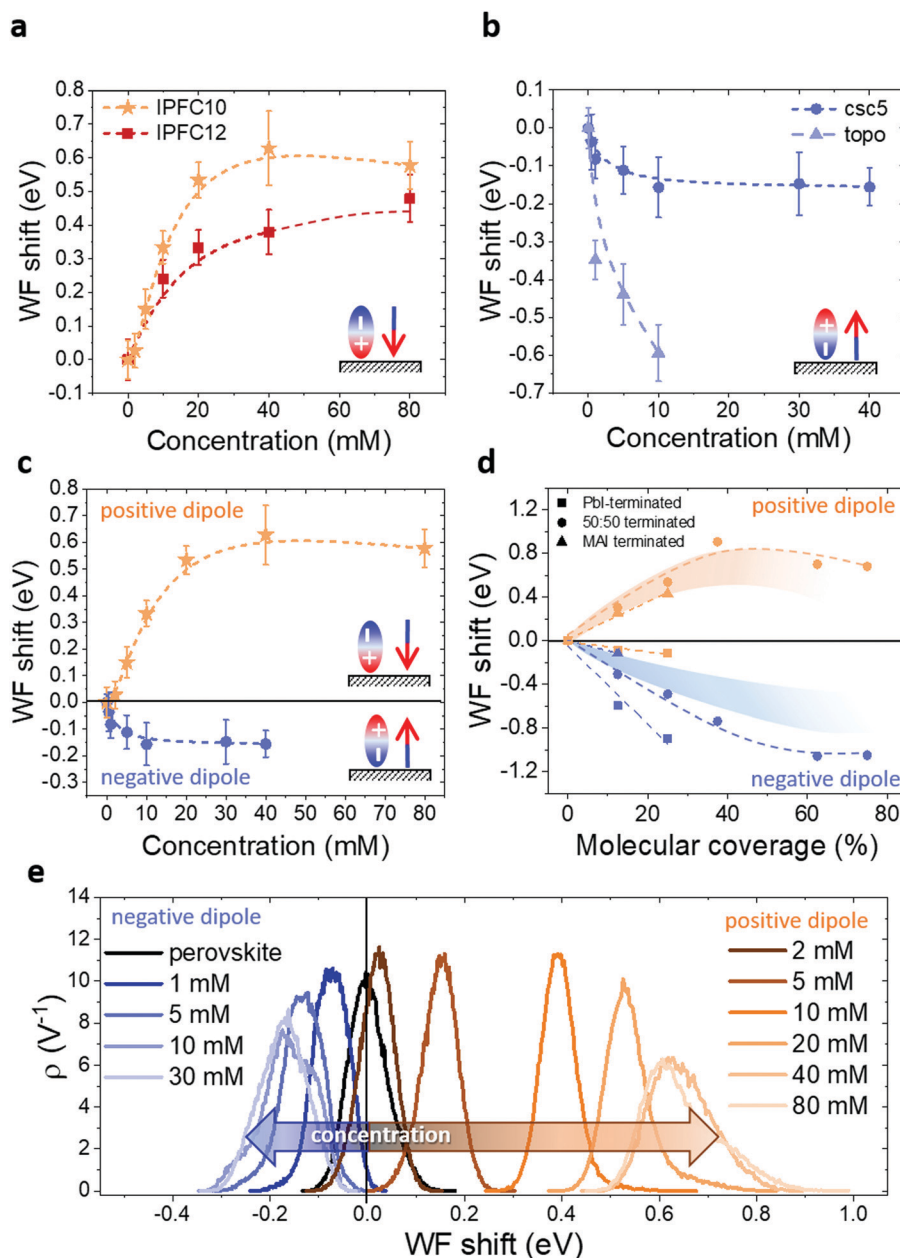 a
0.8
0.7
0.6
0.5
0.4
0.3
0.2
0.1
0.0
-0.1
WF shift (eV)
IPFC10
IPFC12
−
+
0
20
40
60
80
Concentration (mM)
b
0.1
0.0
-0.1
-0.2
-0.3
-0.4
-0.5
-0.6
-0.7
WF shift (eV)
csc5
topo
+
−
0
10
20
30
40
Concentration (mM)
c
0.8
0.7
0.6
0.5
0.4
0.3
0.2
0.1
0.0
-0.1
-0.2
-0.3
WF shift (eV)
positive dipole
−
+
+
−
negative dipole
0
20
40
60
80
Concentration (mM)
d
1.2
0.8
0.4
0.0
-0.4
-0.8
-1.2
WF shift (eV)
PbI-terminated
50:50 terminated
MAI terminated
positive dipole
negative dipole
0
20
40
60
80
Molecular coverage (%)
e
14
12
10
8
6
4
2
0
ρ (V⁻¹)
negative dipole
perovskite
1 mM
5 mM
10 mM
30 mM
positive dipole
2 mM
5 mM
10 mM
20 mM
40 mM
80 mM
concentration
-0.4
-0.2
0.0
0.2
0.4
0.6
0.8
1.0
WF shift (eV)